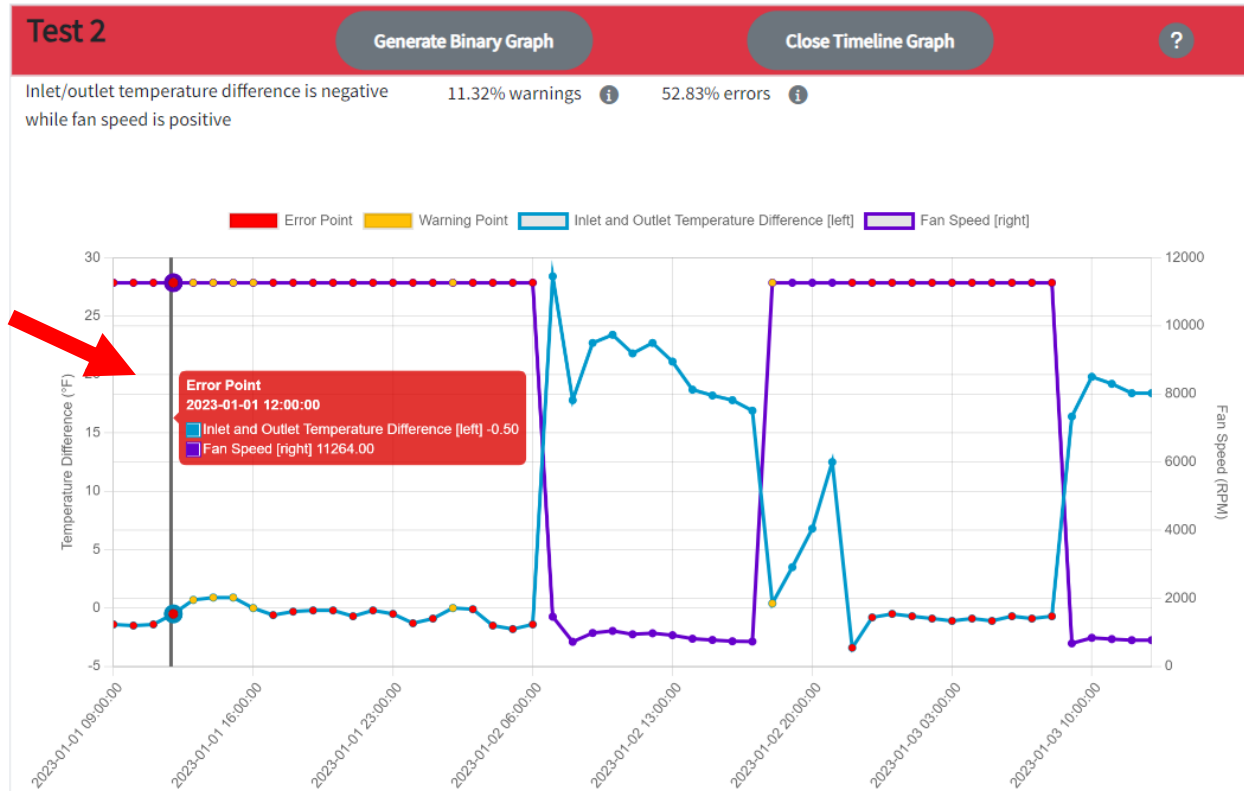 Test 2
Generate Binary Graph
Close Timeline Graph
?
Inlet/outlet temperature difference is negative
while fan speed is positive
11.32% warnings i
52.83% errors i
Error Point
Warning Point
Inlet and Outlet Temperature Difference [left]
Fan Speed [right]
30
25
20
15
10
5
0
-5
Temperature Difference (°F)
Error Point
2023-01-01 12:00:00
Inlet and Outlet Temperature Difference [left] -0.50
Fan Speed [right] 11264.00
12000
10000
8000
6000
4000
2000
0
Fan Speed (RPM)
2023-01-01 09:00:00
2023-01-01 16:00:00
2023-01-01 23:00:00
2023-01-02 06:00:00
2023-01-02 13:00:00
2023-01-02 20:00:00
2023-01-03 03:00:00
2023-01-03 10:00:00